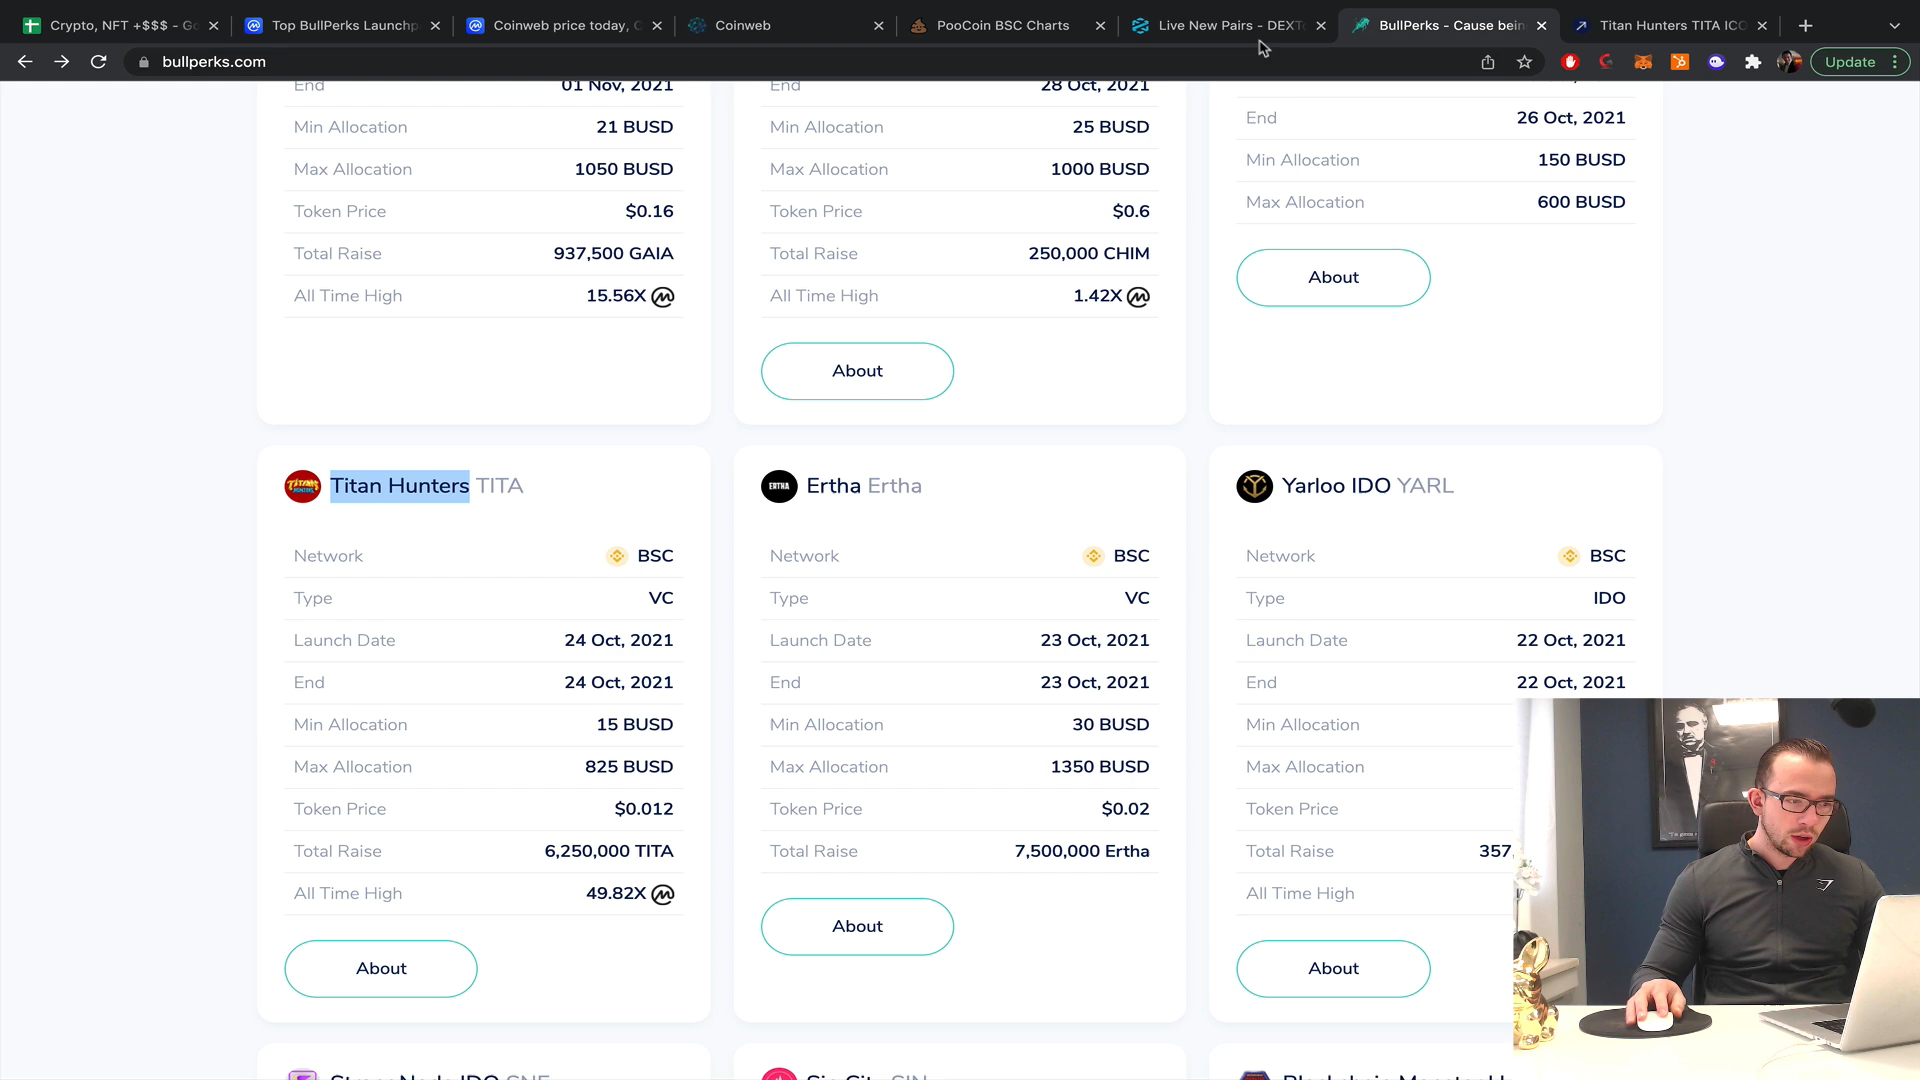 Crypto, NFT +$$$ - Go
Top BullPerks Launchp
Coinweb price today, C
Coinweb
PooCoin BSC Charts
Live New Pairs - DEXT
BullPerks - Cause bein
Titan Hunters TITA ICO
bullperks.com
Update
End 01 Nov, 2021
Min Allocation 21 BUSD
Max Allocation 1050 BUSD
Token Price $0.16
Total Raise 937,500 GAIA
All Time High 15.56X
End 28 Oct, 2021
Min Allocation 25 BUSD
Max Allocation 1000 BUSD
Token Price $0.6
Total Raise 250,000 CHIM
All Time High 1.42X
About
End 26 Oct, 2021
Min Allocation 150 BUSD
Max Allocation 600 BUSD
About
Titan Hunters TITA
Network BSC
Type VC
Launch Date 24 Oct, 2021
End 24 Oct, 2021
Min Allocation 15 BUSD
Max Allocation 825 BUSD
Token Price $0.012
Total Raise 6,250,000 TITA
All Time High 49.82X
About
ERTHA
Ertha Ertha
Network BSC
Type VC
Launch Date 23 Oct, 2021
End 23 Oct, 2021
Min Allocation 30 BUSD
Max Allocation 1350 BUSD
Token Price $0.02
Total Raise 7,500,000 Ertha
About
Yarloo IDO YARL
Network BSC
Type IDO
Launch Date 22 Oct, 2021
End 22 Oct, 2021
Min Allocation
Max Allocation
Token Price
Total Raise 357,
All Time High
About